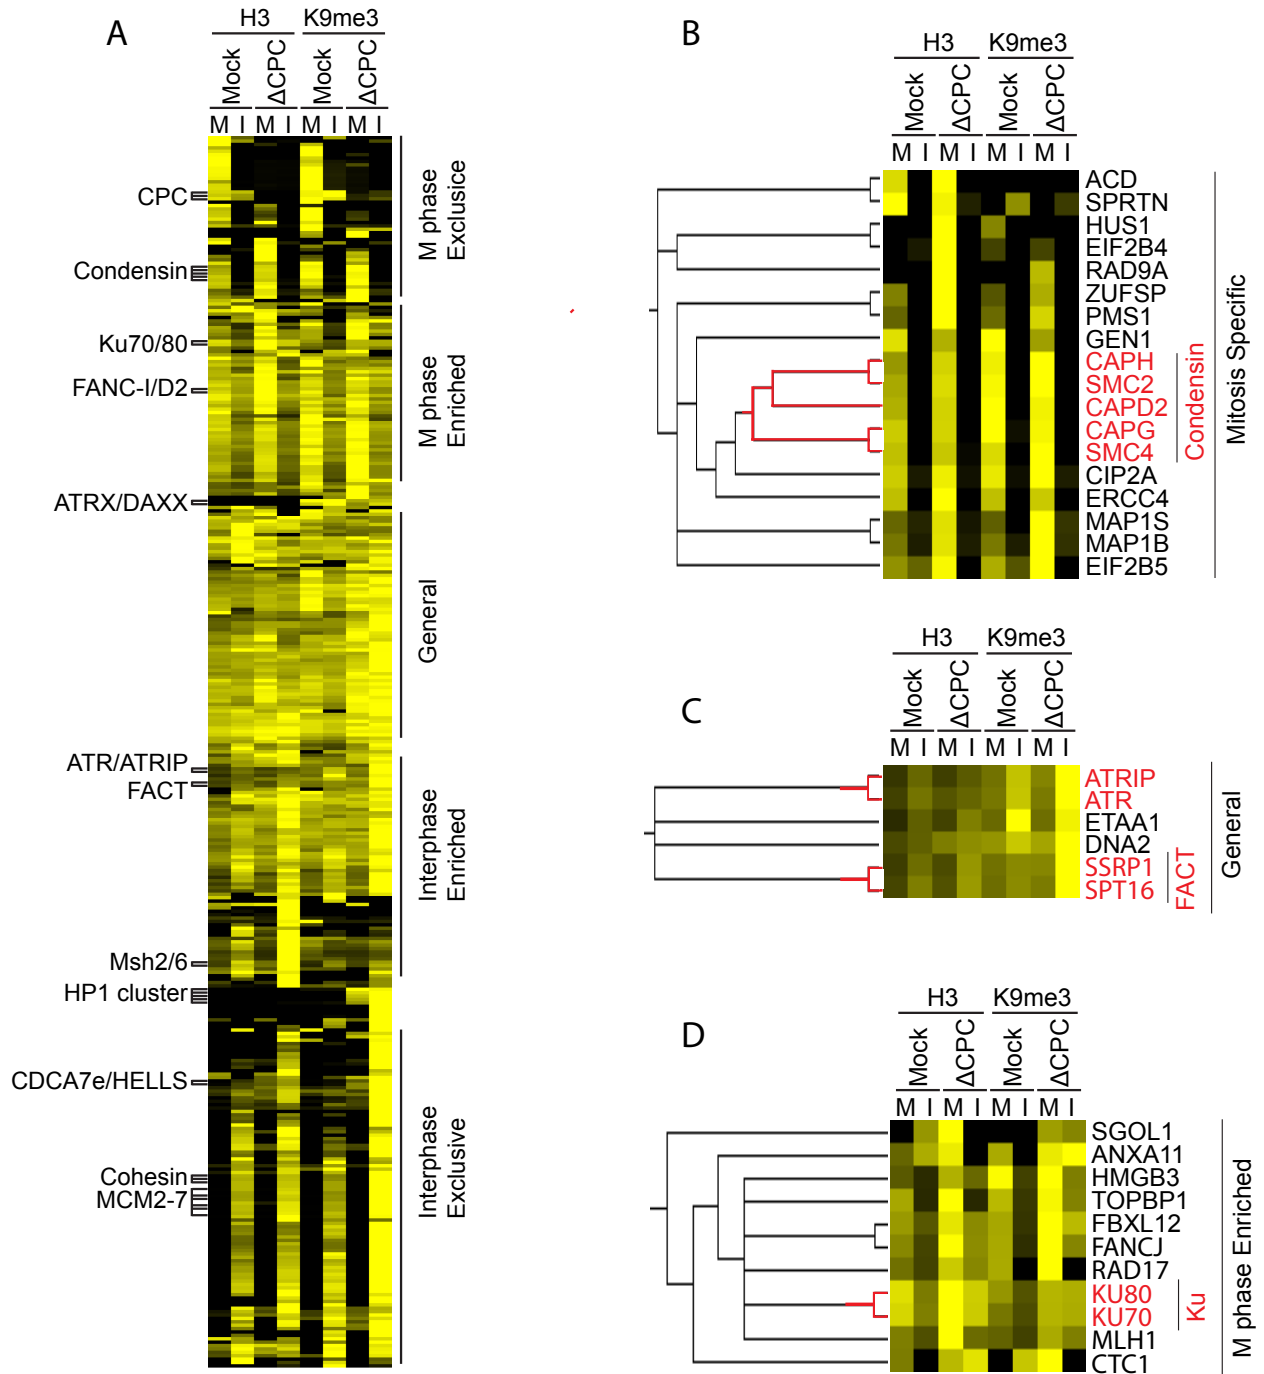 A
H3 K9me3
Mock ΔCPC Mock ΔCPC
M I M I M I M I
CPC
Condensin
Ku70/80
FANC-I/D2
ATRX/DAXX
ATR/ATRIP
FACT
Msh2/6
HP1 cluster
CDCA7e/HELLS
Cohesin
MCM2-7
M phase
Exclusice
M phase
Enriched
General
Interphase
Enriched
Interphase
Exclusive
B
H3 K9me3
Mock ΔCPC Mock ΔCPC
M I M I M I M I
ACD
SPRTN
HUS1
EIF2B4
RAD9A
ZUFSP
PMS1
GEN1
CAPH
SMC2
CAPD2
CAPG
SMC4
CIP2A
ERCC4
MAP1S
MAP1B
EIF2B5
Condensin
Mitosis Specific
C
H3 K9me3
Mock ΔCPC Mock ΔCPC
M I M I M I M I
ATRIP
ATR
ETAA1
DNA2
SSRP1
SPT16
FACT
General
D
H3 K9me3
Mock ΔCPC Mock ΔCPC
M I M I M I M I
SGOL1
ANXA11
HMGB3
TOPBP1
FBXL12
FANCJ
RAD17
KU80
KU70
MLH1
CTC1
Ku
M phase Enriched